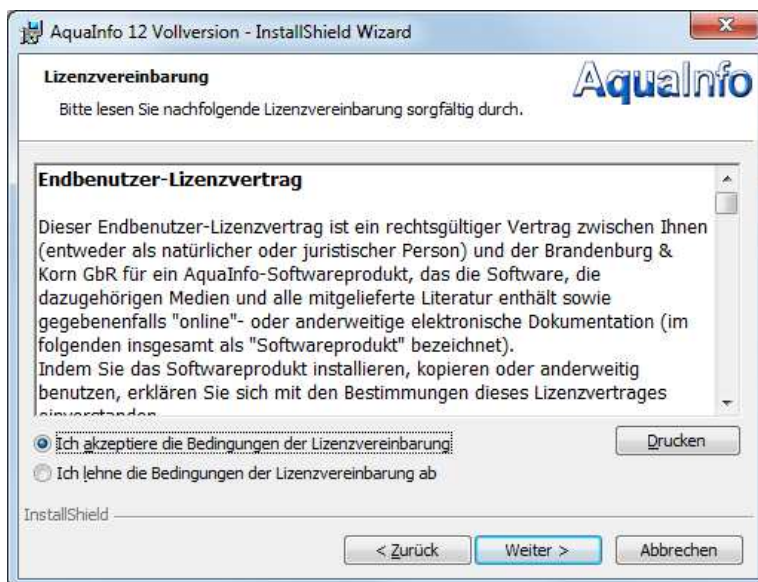 AquaInfo 12 Vollversion - InstallShield Wizard
Lizenzvereinbarung
Bitte lesen Sie nachfolgende Lizenzvereinbarung sorgfältig durch.
AquaInfo
Endbenutzer-Lizenzvertrag
Dieser Endbenutzer-Lizenzvertrag ist ein rechtsgültiger Vertrag zwischen Ihnen
(entweder als natürlicher oder juristischer Person) und der Brandenburg &
Korn GbR für ein AquaInfo-Softwareprodukt, das die Software, die
dazugehörigen Medien und alle mitgelieferte Literatur enthält sowie
gegebenenfalls "online"- oder anderweitige elektronische Dokumentation (im
folgenden insgesamt als "Softwareprodukt" bezeichnet).
Indem Sie das Softwareprodukt installieren, kopieren oder anderweitig
benutzen, erklären Sie sich mit den Bestimmungen dieses Lizenzvertrages
einverstanden
Ich akzeptiere die Bedingungen der Lizenzvereinbarung
Drucken
Ich lehne die Bedingungen der Lizenzvereinbarung ab
InstallShield
< Zurück
Weiter >
Abbrechen